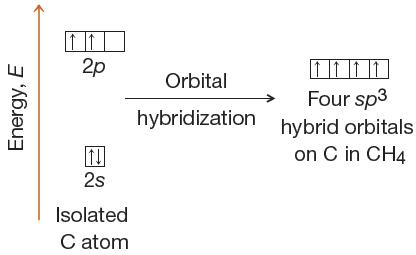 Energy, E
2p
2s
Isolated
C atom
Orbital
hybridization
Four sp³
hybrid orbitals
on C in CH4